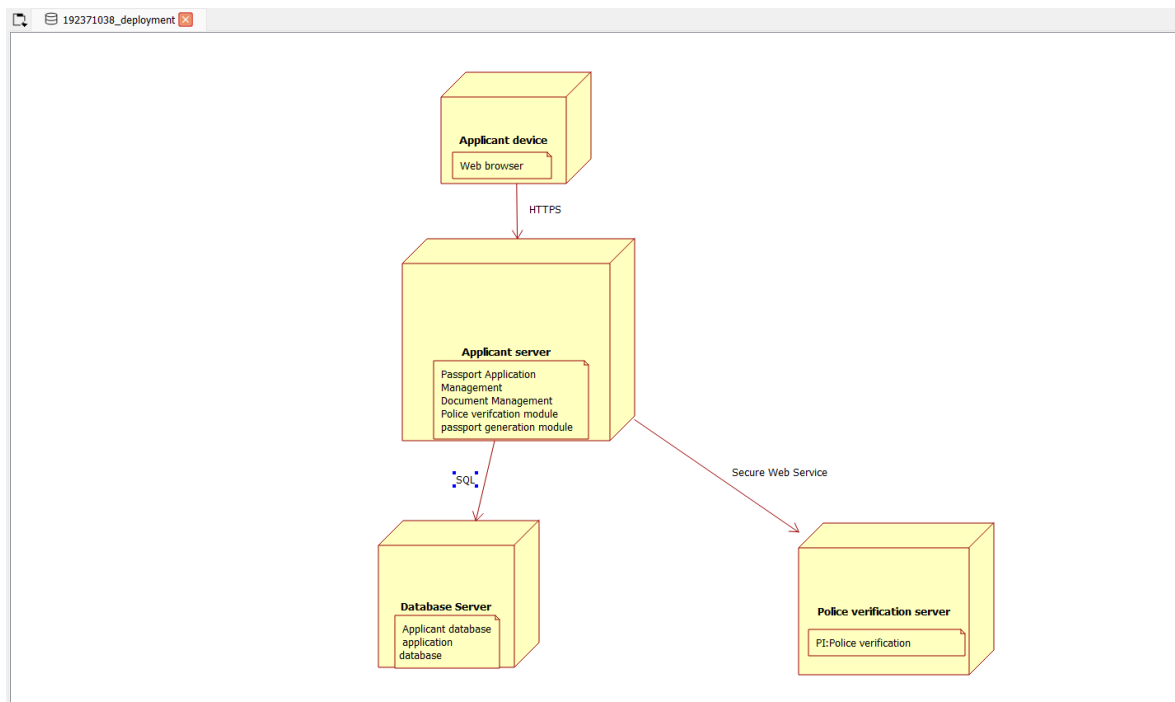 192371038_deployment
Applicant device
Web browser
HTTPS
Applicant server
Passport Application
Management
Document Management
Police verifcation module
passport generation module
SQL
Secure Web Service
Database Server
Applicant database
application
database
Police verification server
PI:Police verification